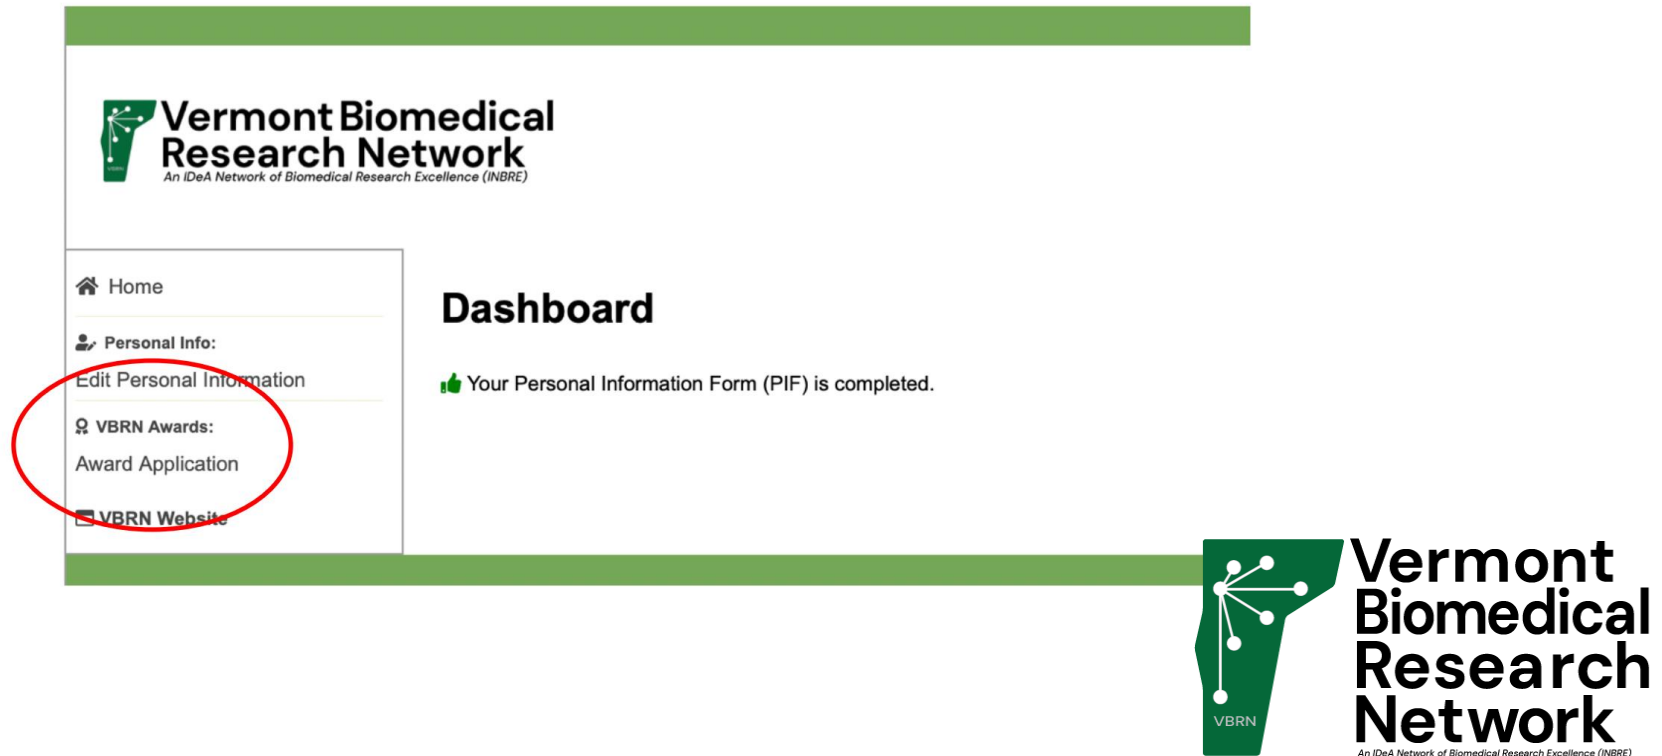 Vermont Biomedical
Research Network
An IDeA Network of Biomedical Research Excellence (INBRE)
VBRN
Home
Personal Info:
Edit Personal Information
VBRN Awards:
Award Application
VBRN Website
Dashboard
Your Personal Information Form (PIF) is completed.
Vermont
Biomedical
Research
Network
An IDeA Network of Biomedical Research Excellence (INBRE)
VBRN